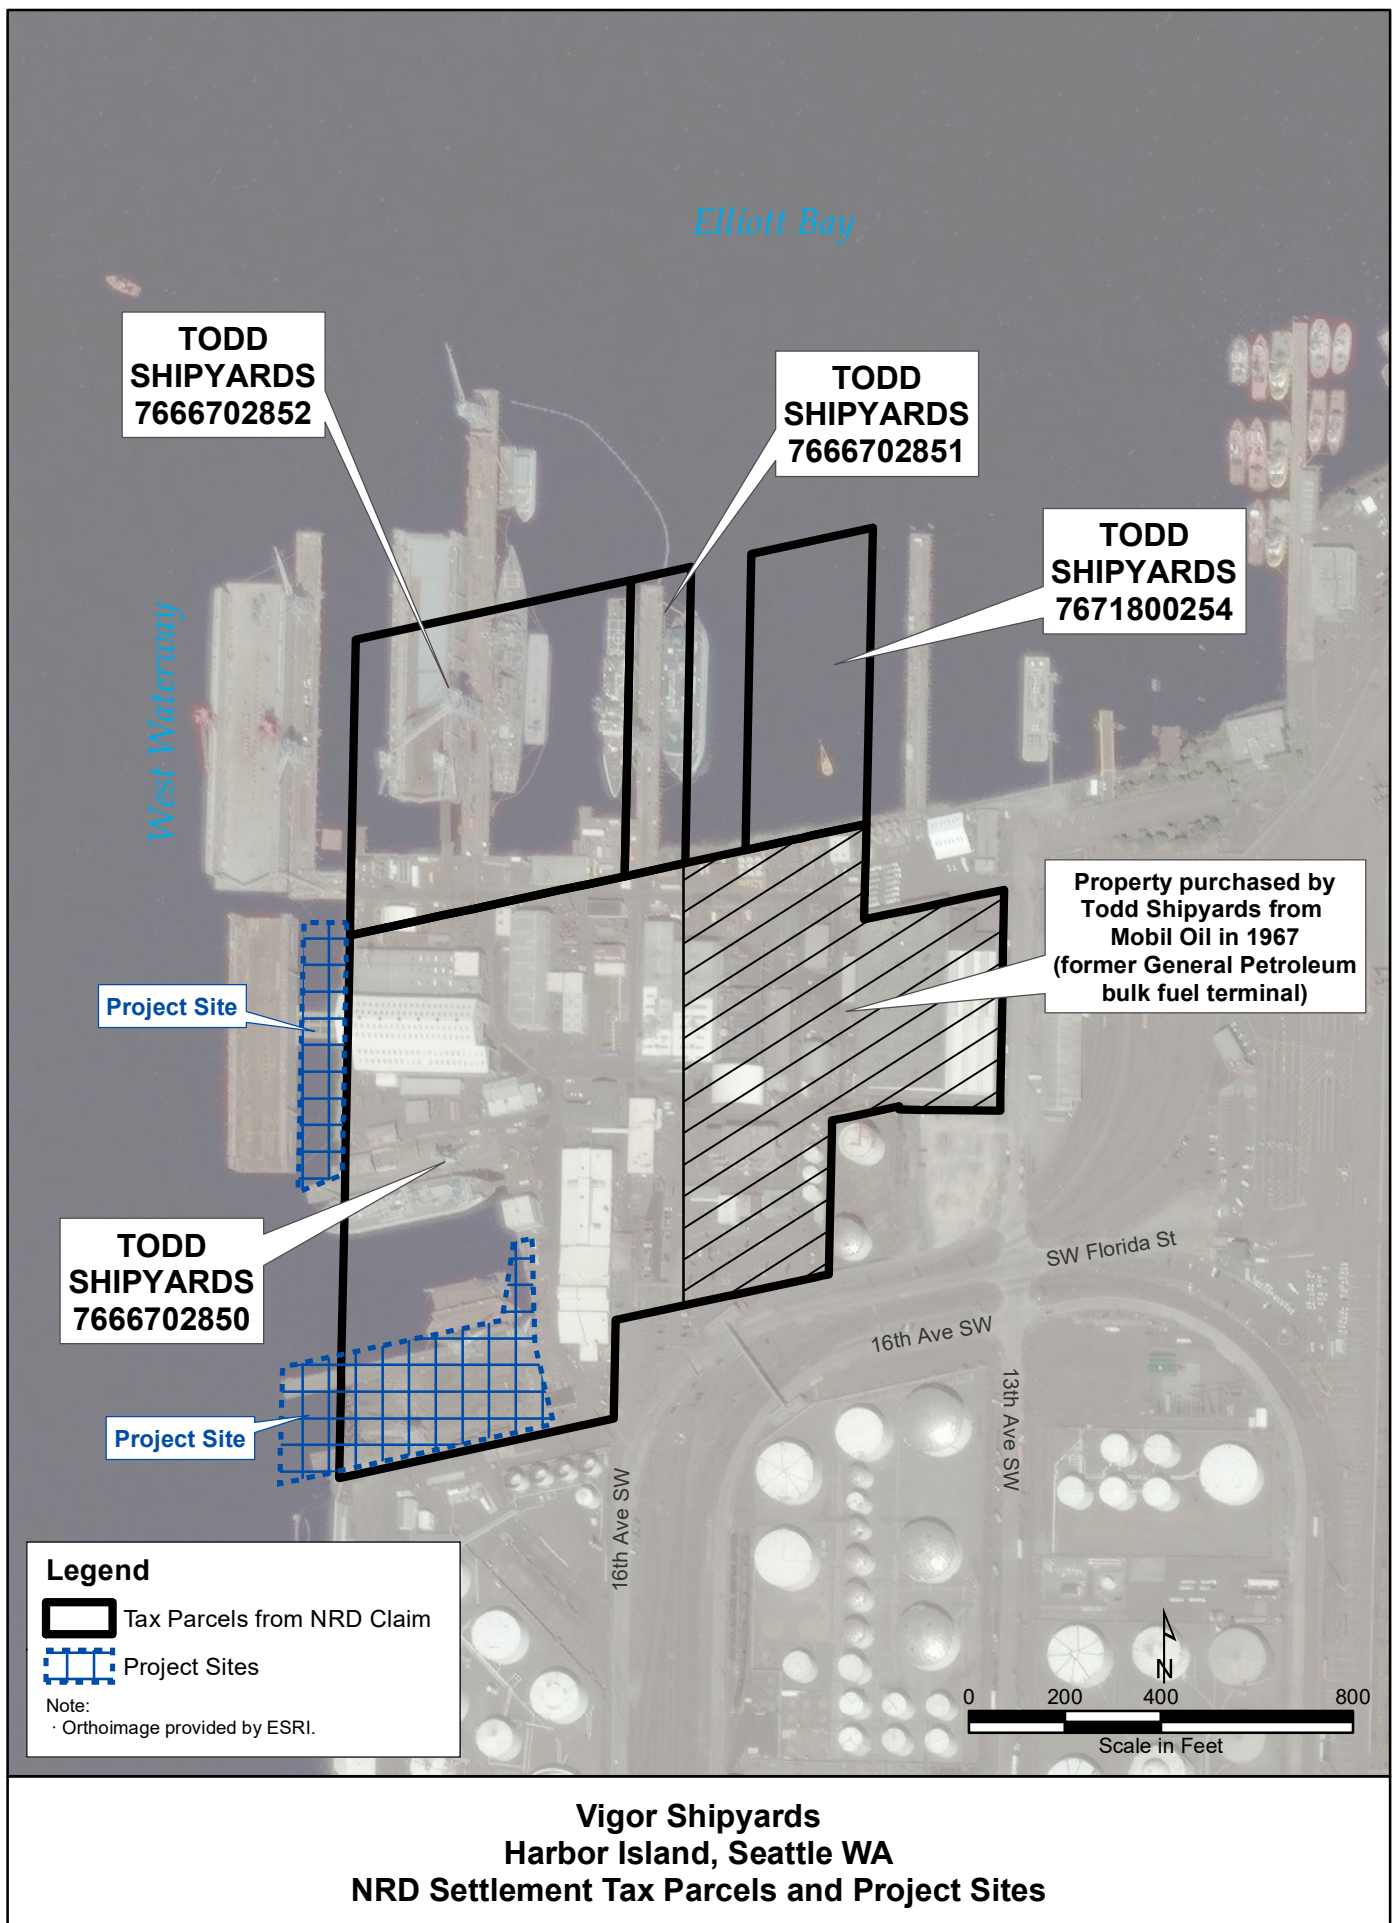 Elliott Bay
TODD
SHIPYARDS
7666702852
TODD
SHIPYARDS
7666702851
TODD
SHIPYARDS
7671800254
West Waterway
Property purchased by
Todd Shipyards from
Mobil Oil in 1967
(former General Petroleum
bulk fuel terminal)
Project Site
TODD
SHIPYARDS
7666702850
SW Florida St
16th Ave SW
13th Ave SW
Project Site
16th Ave SW
Legend
Tax Parcels from NRD Claim
Project Sites
Note:
· Orthoimage provided by ESRI.
N
0 200 400 800
Scale in Feet
Vigor Shipyards
Harbor Island, Seattle WA
NRD Settlement Tax Parcels and Project Sites